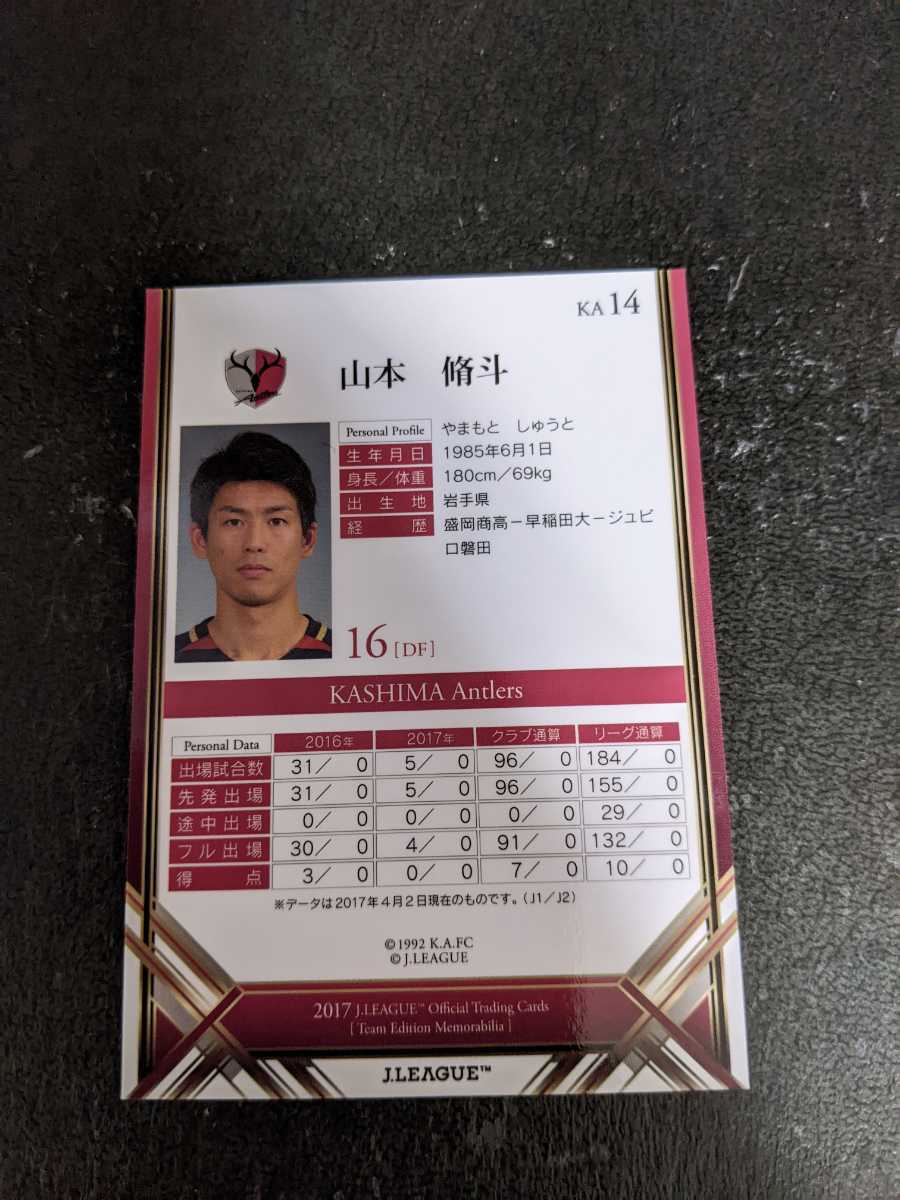 KA 14
山本 脩斗
Antlers
Personal Profile やまもと しゅうと
生年月日 1985年6月1日
身長／体重 180cm／69kg
出生地 岩手県
経歴 盛岡商高－早稲田大－ジュビ
ロ磐田
16 [DF]
KASHIMA Antlers
Personal Data 2016年 2017年 クラブ通算 リーグ通算
出場試合数 31／ 0 5／ 0 96／ 0 184／ 0
先発出場 31／ 0 5／ 0 96／ 0 155／ 0
途中出場 0／ 0 0／ 0 0／ 0 29／ 0
フル出場 30／ 0 4／ 0 91／ 0 132／ 0
得点 3／ 0 0／ 0 7／ 0 10／ 0
※データは2017年4月2日現在のものです。（J1／J2）
©1992 K.A.FC
© J.LEAGUE
2017 J.LEAGUE™ Official Trading Cards
[ Team Edition Memorabilia ]
J.LEAGUE™